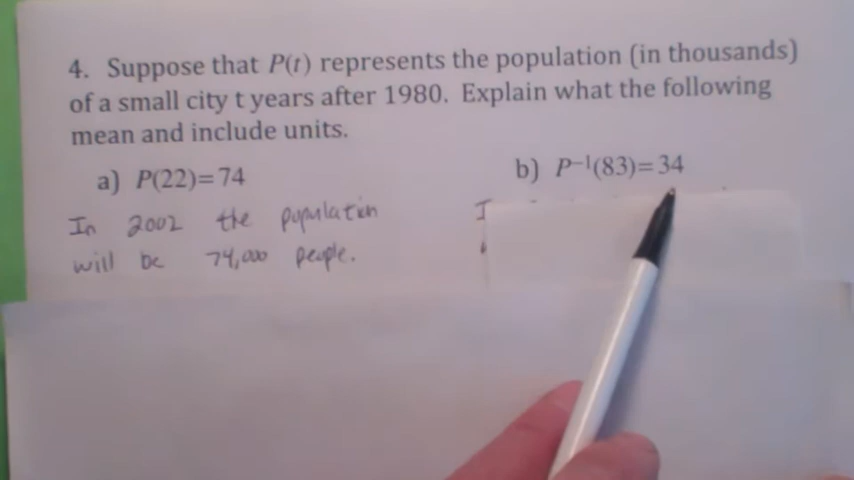 4. Suppose that P(t) represents the population (in thousands)
of a small city t years after 1980. Explain what the following
mean and include units.
a) P(22)=74
b) P⁻¹(83)=34
In 2002 the population
will be 74,000 people.
I